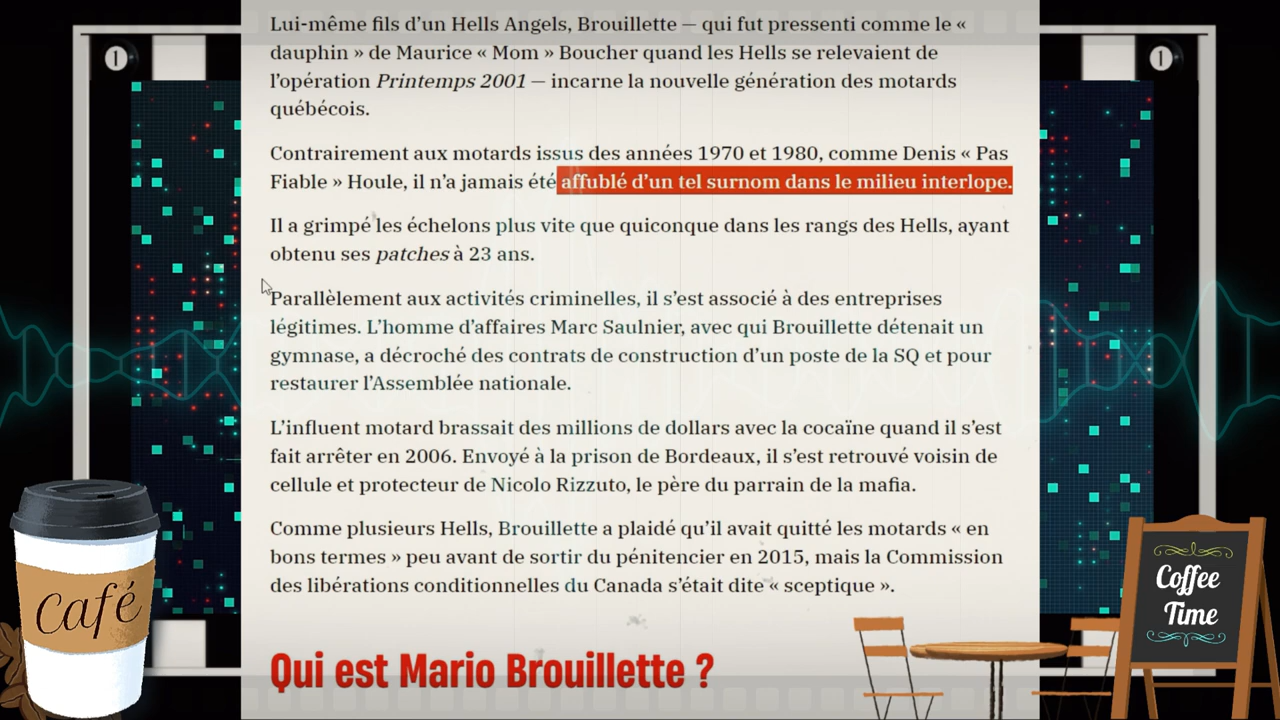 Lui-même fils d’un Hells Angels, Brouillette — qui fut pressenti comme le «
dauphin » de Maurice « Mom » Boucher quand les Hells se relevaient de
l’opération Printemps 2001 — incarne la nouvelle génération des motards
québécois.
Contrairement aux motards issus des années 1970 et 1980, comme Denis « Pas
Fiable » Houle, il n’a jamais été affublé d’un tel surnom dans le milieu interlope.
Il a grimpé les échelons plus vite que quiconque dans les rangs des Hells, ayant
obtenu ses patches à 23 ans.
Parallèlement aux activités criminelles, il s’est associé à des entreprises
légitimes. L’homme d’affaires Marc Saulnier, avec qui Brouillette détenait un
gymnase, a décroché des contrats de construction d’un poste de la SQ et pour
restaurer l’Assemblée nationale.
L’influent motard brassait des millions de dollars avec la cocaïne quand il s’est
fait arrêter en 2006. Envoyé à la prison de Bordeaux, il s’est retrouvé voisin de
cellule et protecteur de Nicolo Rizzuto, le père du parrain de la mafia.
Comme plusieurs Hells, Brouillette a plaidé qu’il avait quitté les motards « en
bons termes » peu avant de sortir du pénitencier en 2015, mais la Commission
des libérations conditionnelles du Canada s’était dite « sceptique ».
Qui est Mario Brouillette ?
1
1
Café
Coffee
Time